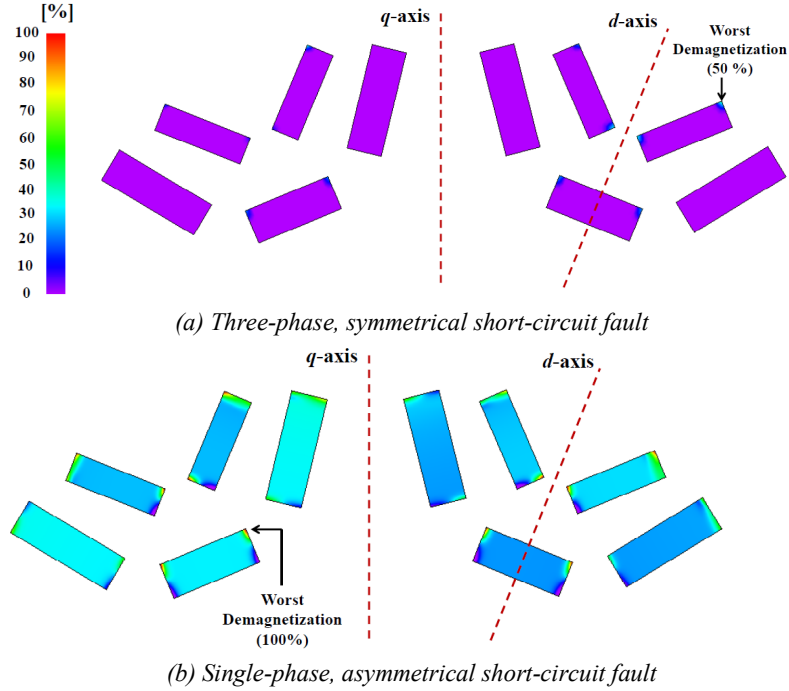 [%]
100
90
80
70
60
50
40
30
20
10
0
q-axis
d-axis
Worst
Demagnetization
(50 %)
(a) Three-phase, symmetrical short-circuit fault
q-axis
d-axis
Worst
Demagnetization
(100%)
(b) Single-phase, asymmetrical short-circuit fault